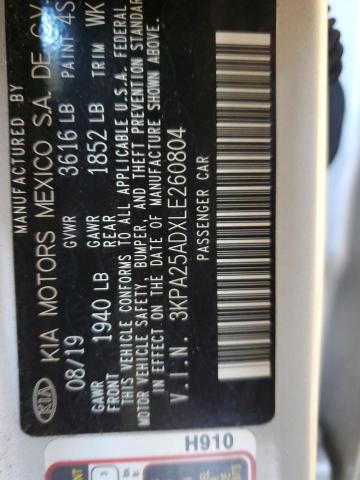 MANUFACTURED BY
KIA KIA MOTORS MEXICO S.A. DE C.V.
08/19 GVWR 3616 LB PAINT 4S
GAWR FRONT 1940 LB GAWR REAR 1852 LB TRIM WK
THIS VEHICLE CONFORMS TO ALL APPLICABLE U.S.A. FEDERAL
MOTOR VEHICLE SAFETY, BUMPER, AND THEFT PREVENTION STANDARDS
IN EFFECT ON THE DATE OF MANUFACTURE SHOWN ABOVE.
V.I.N. 3KPA25ADXLE260804
PASSENGER CAR
H910